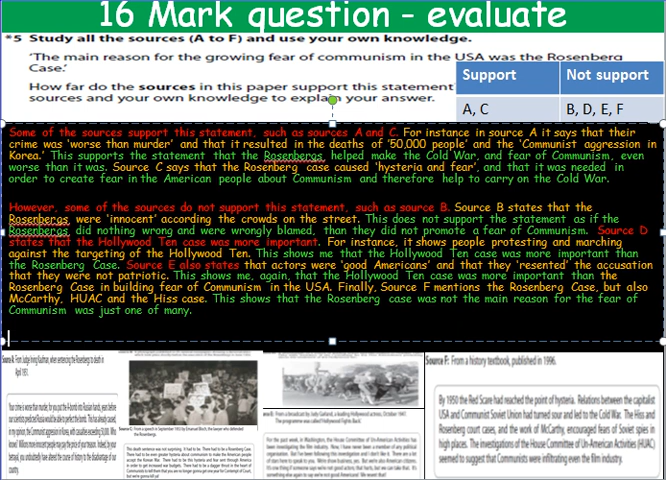 16 Mark question - evaluate
*5 Study all the sources (A to F) and use your own knowledge.
'The main reason for the growing fear of communism in the USA was the Rosenberg
Case.'
How far do the sources in this paper support this statement
sources and your own knowledge to explain your answer.
Support Not support
A, C B, D, E, F
Some of the sources support this statement, such as sources A and C. For instance in source A it says that their
crime was 'worse than murder' and that it resulted in the deaths of '50,000 people' and the 'Communist aggression in
Korea.' This supports the statement that the Rosenbergs, helped make the Cold War, and fear of Communism, even
worse than it was. Source C says that the Rosenberg case caused 'hysteria and fear', and that it was needed in
order to create fear in the American people about Communism and therefore help to carry on the Cold War.
However, some of the sources do not support this statement, such as source B. Source B states that the
Rosenbergs, were 'innocent' according the crowds on the street. This does not support the statement as if the
Rosenbergs, did nothing wrong and were wrongly blamed, than they did not promote a fear of Communism. Source D
states that the Hollywood Ten case was more important. For instance, it shows people protesting and marching
against the targeting of the Hollywood Ten. This shows me that the Hollywood Ten case was more important than
the Rosenberg Case. Source E also states that actors were 'good Americans' and that they 'resented' the accusation
that they were not patriotic. This shows me, again, that the Hollywood Ten case was more important than the
Rosenberg Case in building fear of Communism in the USA. Finally, Source F mentions the Rosenberg Case, but also
McCarthy, HUAC and the Hiss case. This shows that the Rosenberg case was not the main reason for the fear of
Communism was just one of many.
Source A: From Judge Irving Kaufman, when sentencing the Rosenbergs to death in
April 1951.
Source F: From a history textbook, published in 1996.
By 1950 the Red Scare had reached the point of hysteria. Relations between the capitalist
USA and Communist Soviet Union had turned sour and led to the Cold War. The Hiss and
Rosenberg court cases, and the work of McCarthy, encouraged fears of Soviet spies in
high places. The investigations of the House Committee of Un-American Activities (HUAC)
seemed to suggest that Communists were infiltrating even the film industry.